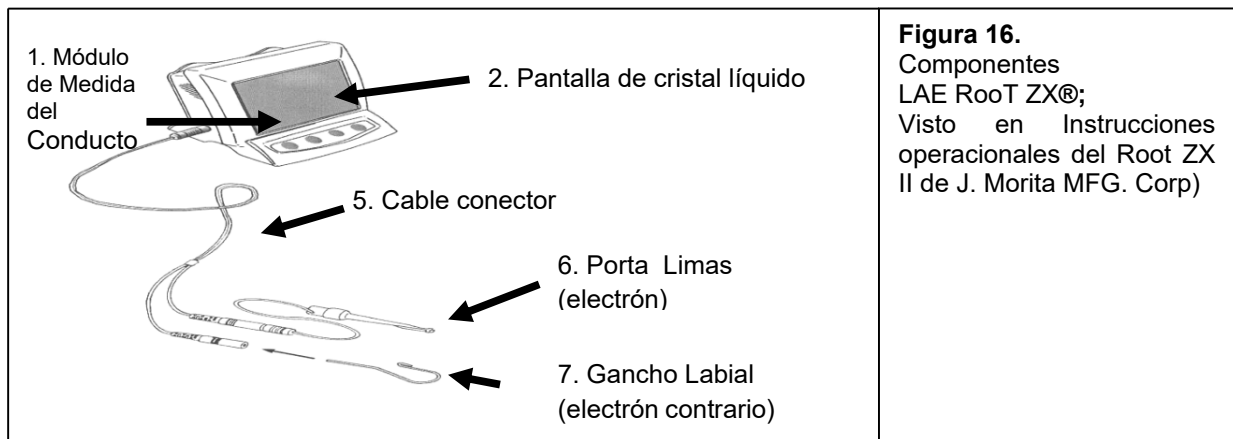 1. Módulo
de Medida
del
Conducto
2. Pantalla de cristal líquido
5. Cable conector
6. Porta Limas
(electrón)
7. Gancho Labial
(electrón contrario)
Figura 16.
Componentes
LAE RooT ZX®;
Visto en Instrucciones
operacionales del Root ZX
II de J. Morita MFG. Corp)